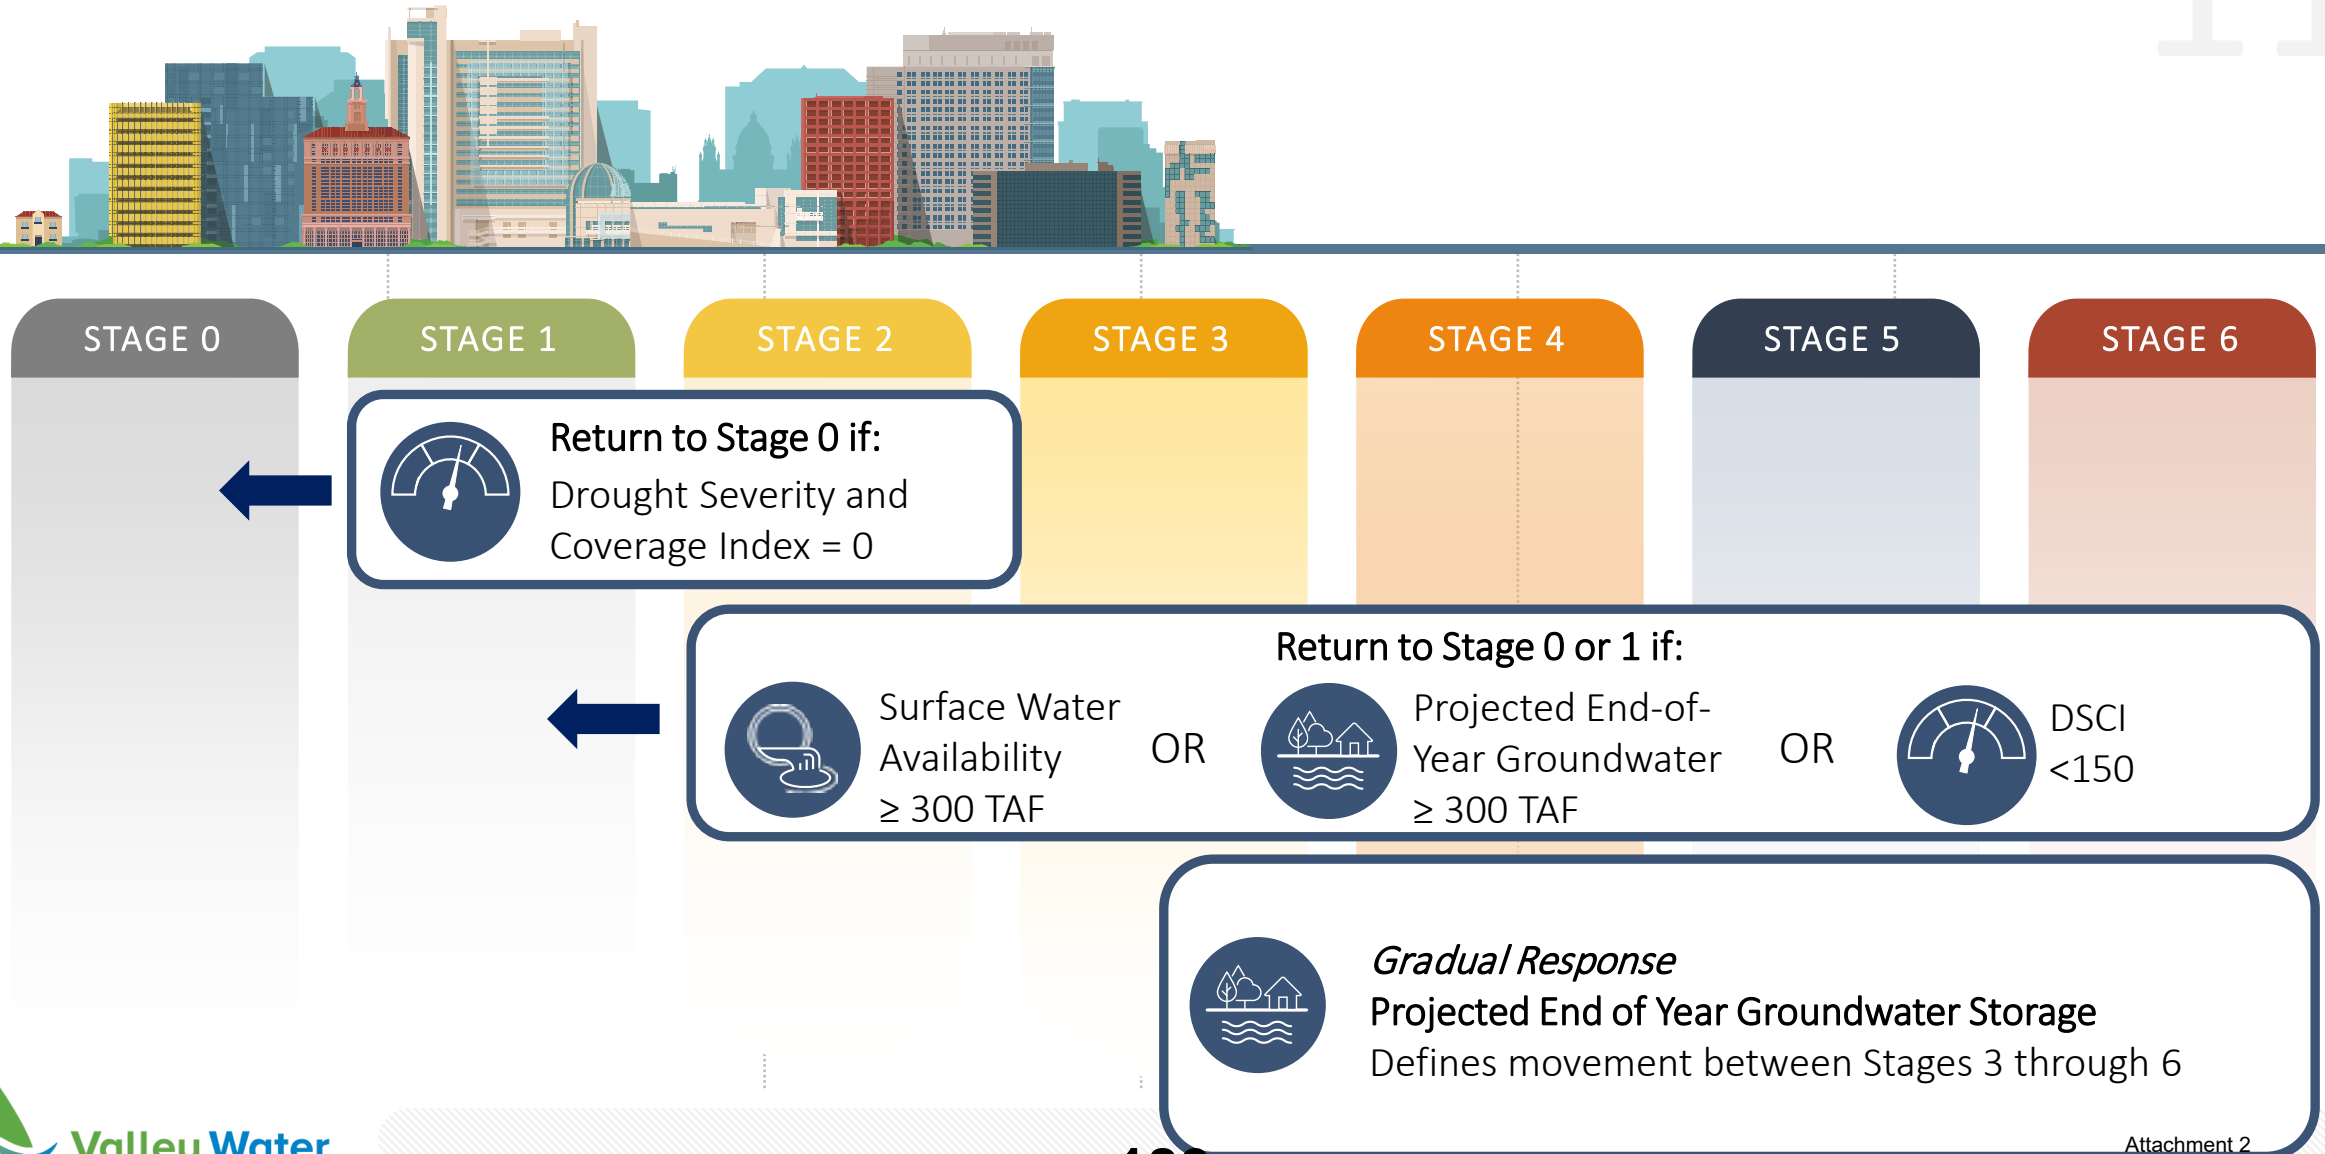 STAGE 0
STAGE 1
STAGE 2
STAGE 3
STAGE 4
STAGE 5
STAGE 6
Return to Stage 0 if:
Drought Severity and
Coverage Index = 0
Return to Stage 0 or 1 if:
Surface Water
Availability
≥ 300 TAF
OR
Projected End-of-
Year Groundwater
≥ 300 TAF
OR
DSCI
<150
Gradual Response
Projected End of Year Groundwater Storage
Defines movement between Stages 3 through 6
Valley Water
Attachment 2